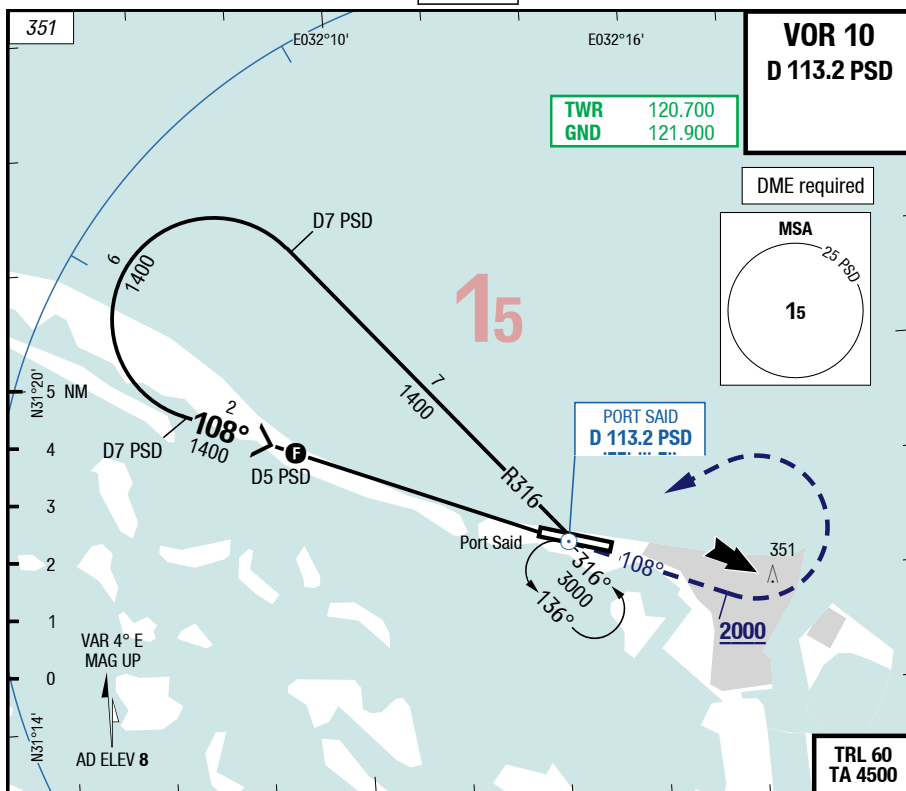 351
E032°10'
E032°16'
VOR 10
D 113.2 PSD
TWR 120.700
GND 121.900
DME required
MSA
25 PSD
15
D7 PSD
6
1400
15
7
1400
N31°20'
5 NM
4
3
2
1
0
2
108°
1400
D7 PSD
F
D5 PSD
PORT SAID
D 113.2 PSD
R316
Port Said
316°
3000
136°
108°
351
2000
VAR 4° E
MAG UP
N31°14'
AD ELEV 8
TRL 60
TA 4500